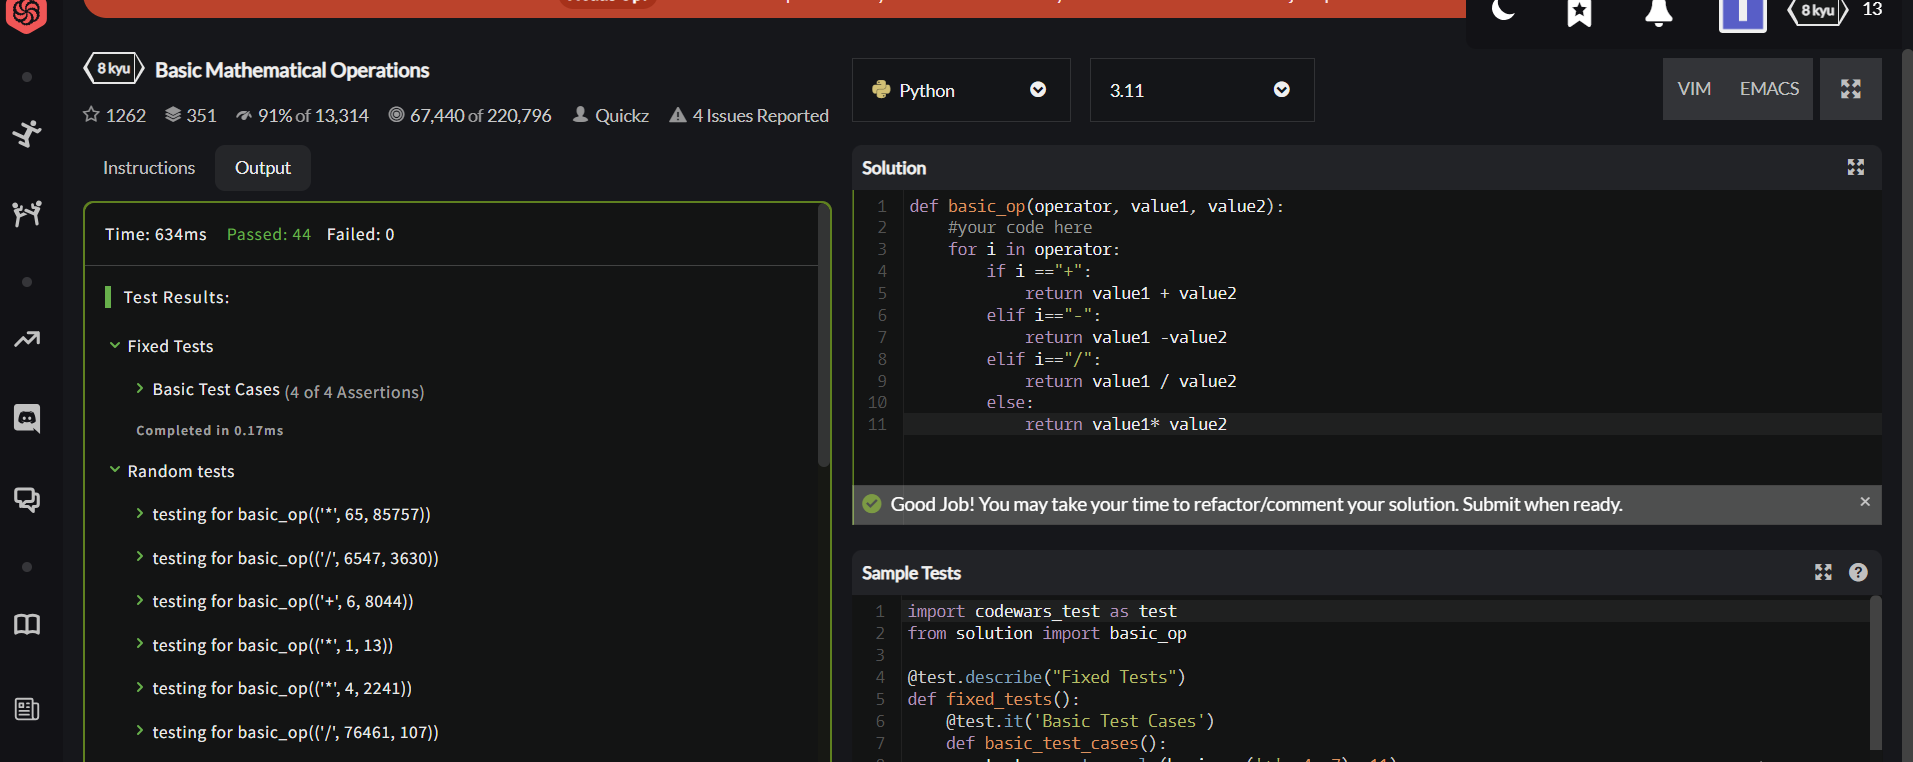 8 kyu
13
8 kyu
Basic Mathematical Operations
1262 351 91% of 13,314 67,440 of 220,796 Quickz 4 Issues Reported
Python
3.11
VIM EMACS
Instructions Output
Time: 634ms Passed: 44 Failed: 0
Test Results:
Fixed Tests
Basic Test Cases (4 of 4 Assertions)
Completed in 0.17ms
Random tests
testing for basic_op(('*', 65, 85757))
testing for basic_op(('/', 6547, 3630))
testing for basic_op(('+', 6, 8044))
testing for basic_op(('*', 1, 13))
testing for basic_op(('*', 4, 2241))
testing for basic_op(('/', 76461, 107))
Solution
1 def basic_op(operator, value1, value2):
2     #your code here
3     for i in operator:
4         if i =="+":
5             return value1 + value2
6         elif i=="-":
7             return value1 -value2
8         elif i=="/":
9             return value1 / value2
10         else:
11             return value1* value2
Good Job! You may take your time to refactor/comment your solution. Submit when ready.
Sample Tests
1 import codewars_test as test
2 from solution import basic_op
3
4 @test.describe("Fixed Tests")
5 def fixed_tests():
6     @test.it('Basic Test Cases')
7     def basic_test_cases():